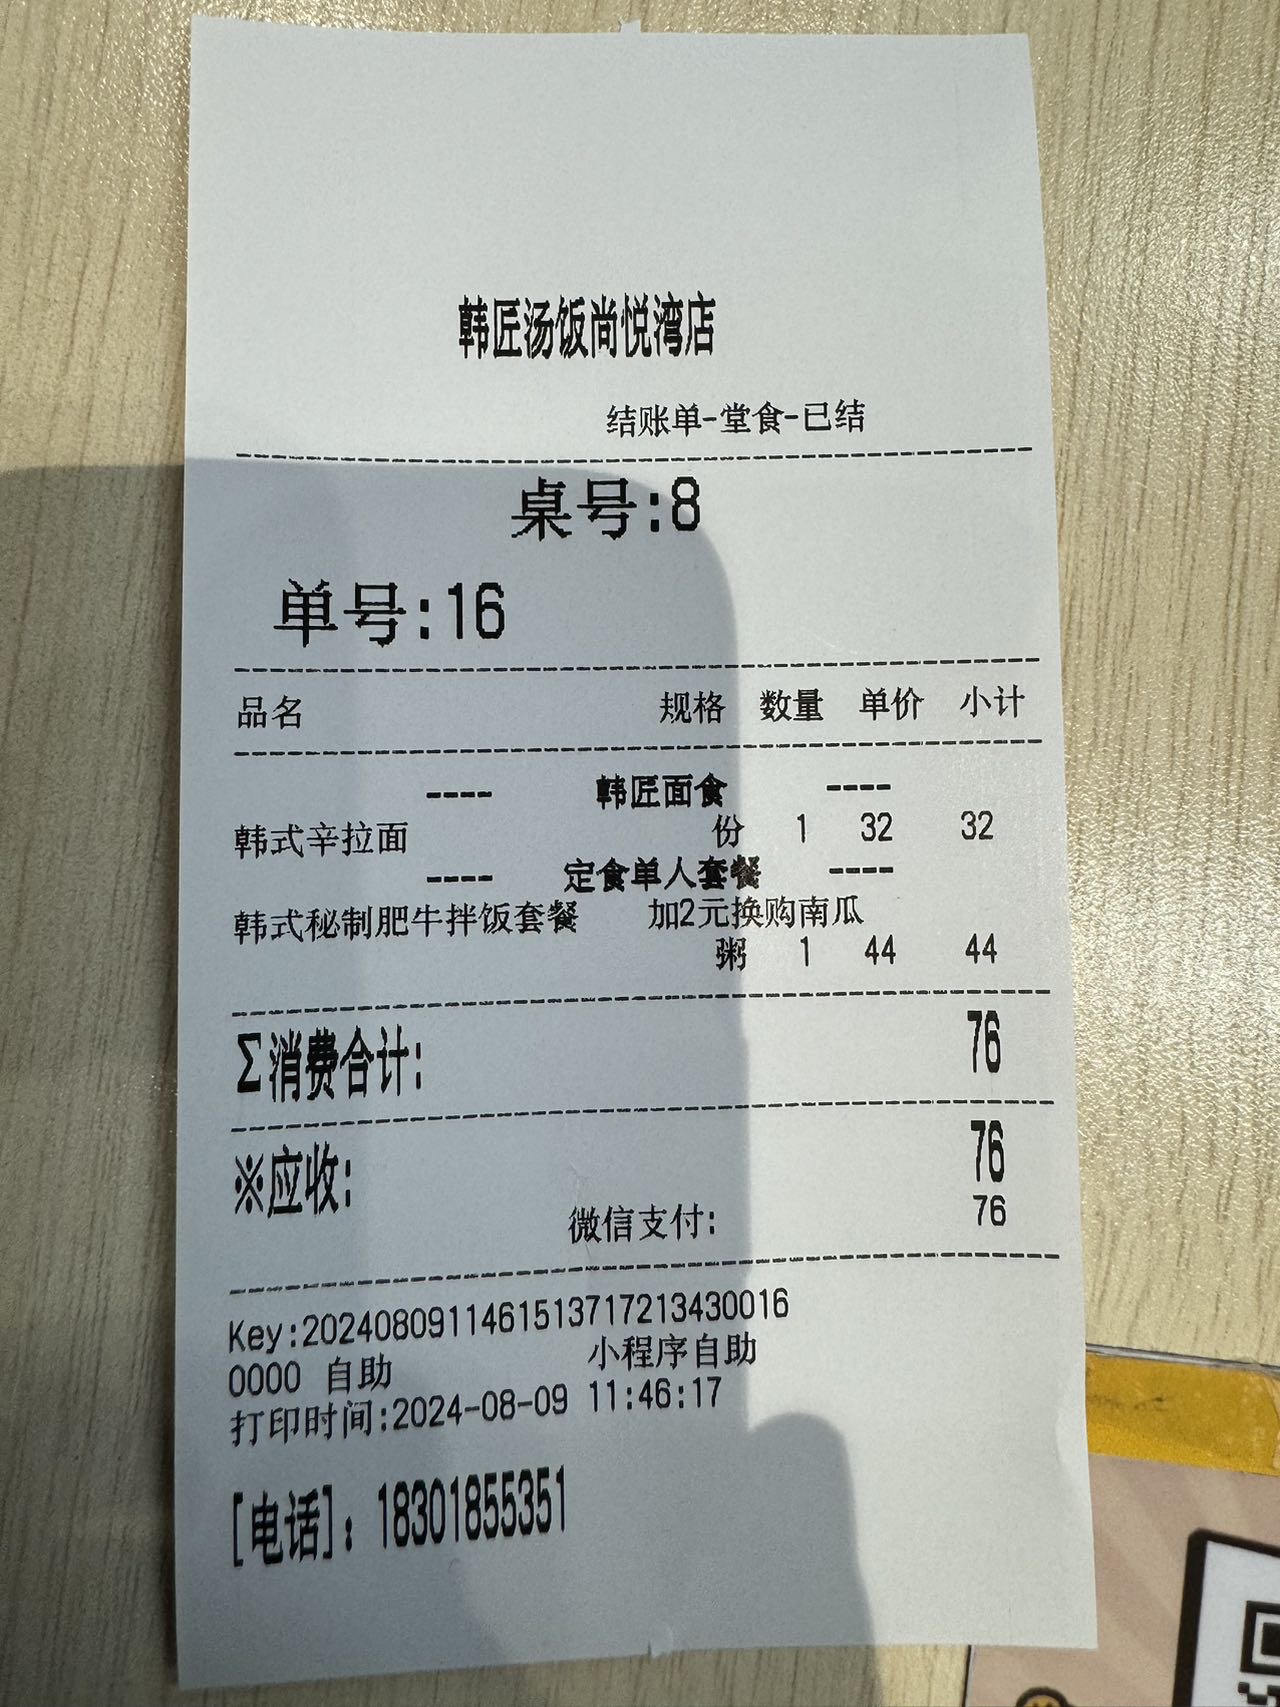 韩匠汤饭尚悦湾店
结账单-堂食-已结
桌号:8
单号:16
品名 规格 数量 单价 小计
---- 韩匠面食 ----
韩式辛拉面 份 1 32 32
---- 定食单人套餐 ----
韩式秘制肥牛拌饭套餐 加2元换购南瓜
粥 1 44 44
Σ消费合计: 76
※应收: 76
微信支付: 76
Key:2024080911461513717213430016
0000 自助 小程序自助
打印时间:2024-08-09 11:46:17
[电话]: 18301855351